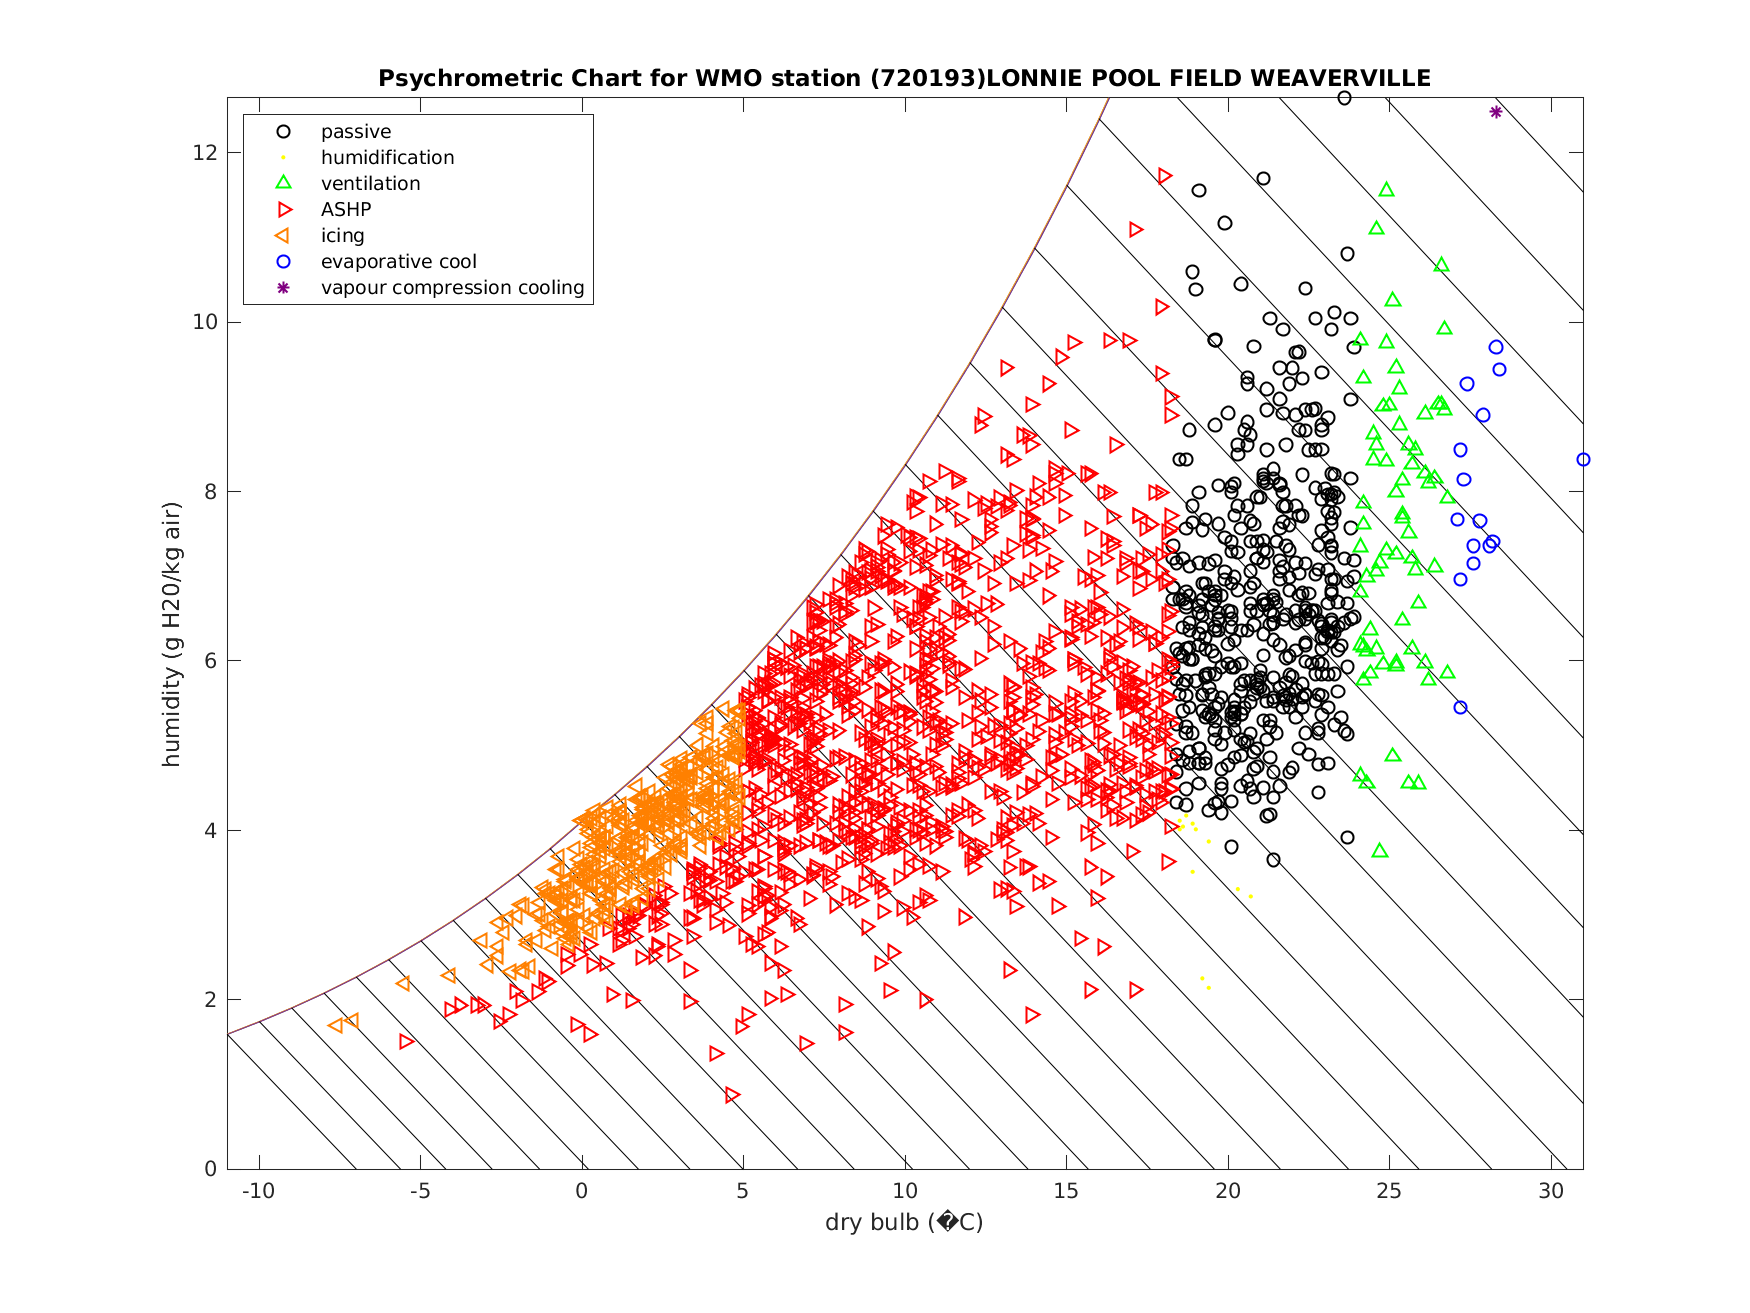 Psychrometric Chart for WMO station (720193)LONNIE POOL FIELD WEAVERVILLE
passive
humidification
ventilation
ASHP
icing
evaporative cool
vapour compression cooling
humidity (g H20/kg air)
12
10
8
6
4
2
0
-10 -5 0 5 10 15 20 25 30
dry bulb (�C)